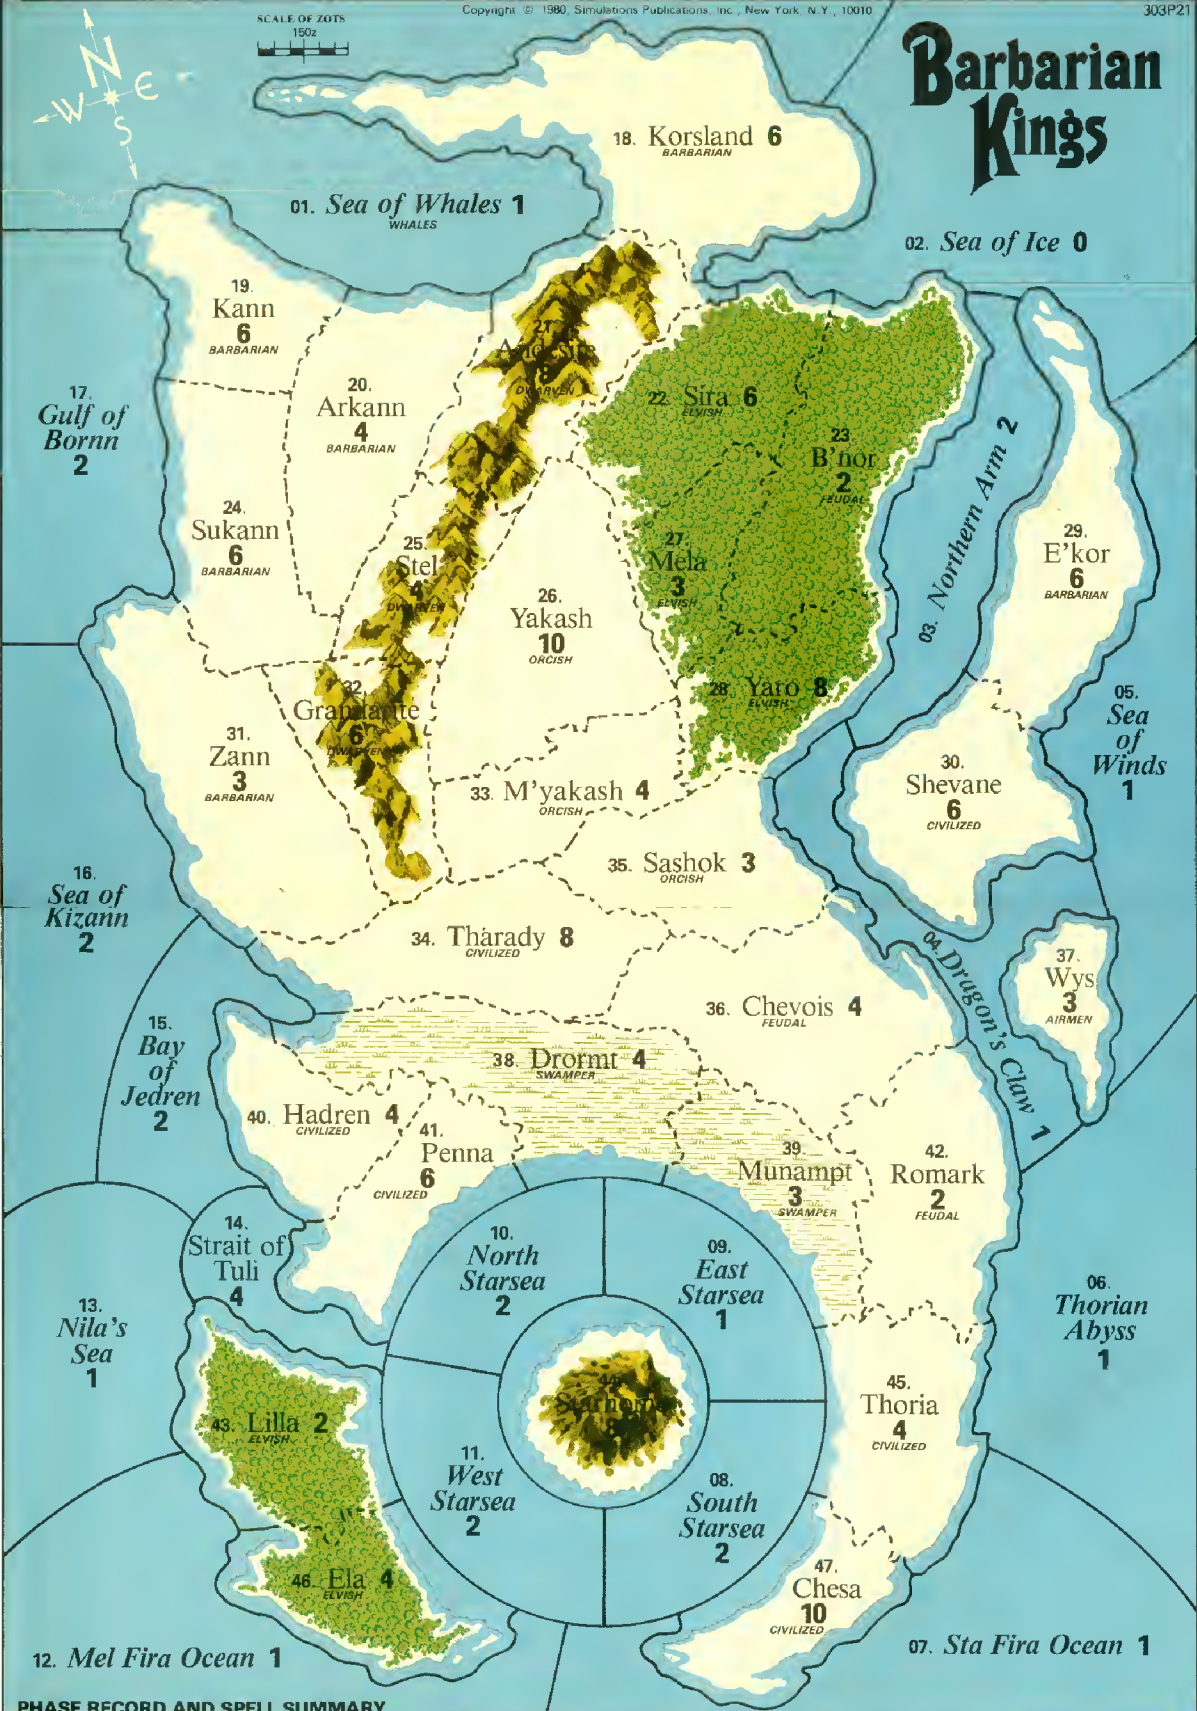 SCALE OF ZOTS
150z
Copyright © 1980, Simulations Publications, Inc., New York, N.Y., 10010
303P21
Barbarian
Kings
N
W E
S
18. Korsland 6
BARBARIAN
01. Sea of Whales 1
WHALES
02. Sea of Ice 0
19.
Kann
6
BARBARIAN
20.
Arkann
4
BARBARIAN
21.
DWARVEN
22. Sira 6
ELVISH
23.
B'nor
2
FEUDAL
17.
Gulf of
Bornn
2
03. Northern Arm 2
24.
Sukann
6
BARBARIAN
25.
Stel
4
DWARVEN
26.
Yakash
10
ORCISH
27.
Mela
3
ELVISH
29.
E'kor
6
BARBARIAN
28. Yaro 8
ELVISH
05.
Sea
of
Winds
1
31.
Zann
3
BARBARIAN
32.
Grandarite
6
DWARVEN
33. M'yakash 4
ORCISH
30.
Shevane
6
CIVILIZED
35. Sashok 3
ORCISH
16.
Sea of
Kizann
2
34. Tharady 8
CIVILIZED
04. Dragon's Claw 1
37.
Wys
3
AIRMEN
36. Chevois 4
FEUDAL
15.
Bay
of
Jedren
2
38. Drormt 4
SWAMPER
40. Hadren 4
CIVILIZED
41.
Penna
6
CIVILIZED
39.
Munampt
3
SWAMPER
42.
Romark
2
FEUDAL
14.
Strait of
Tuli
4
10.
North
Starsea
2
09.
East
Starsea
1
13.
Nila's
Sea
1
06.
Thorian
Abyss
1
44.
Starhome
45.
Thoria
4
CIVILIZED
43. Lilla 2
ELVISH
11.
West
Starsea
2
08.
South
Starsea
2
46. Ela 4
ELVISH
47.
Chesa
10
CIVILIZED
12. Mel Fira Ocean 1
07. Sta Fira Ocean 1
PHASE RECORD AND SPELL SUMMARY